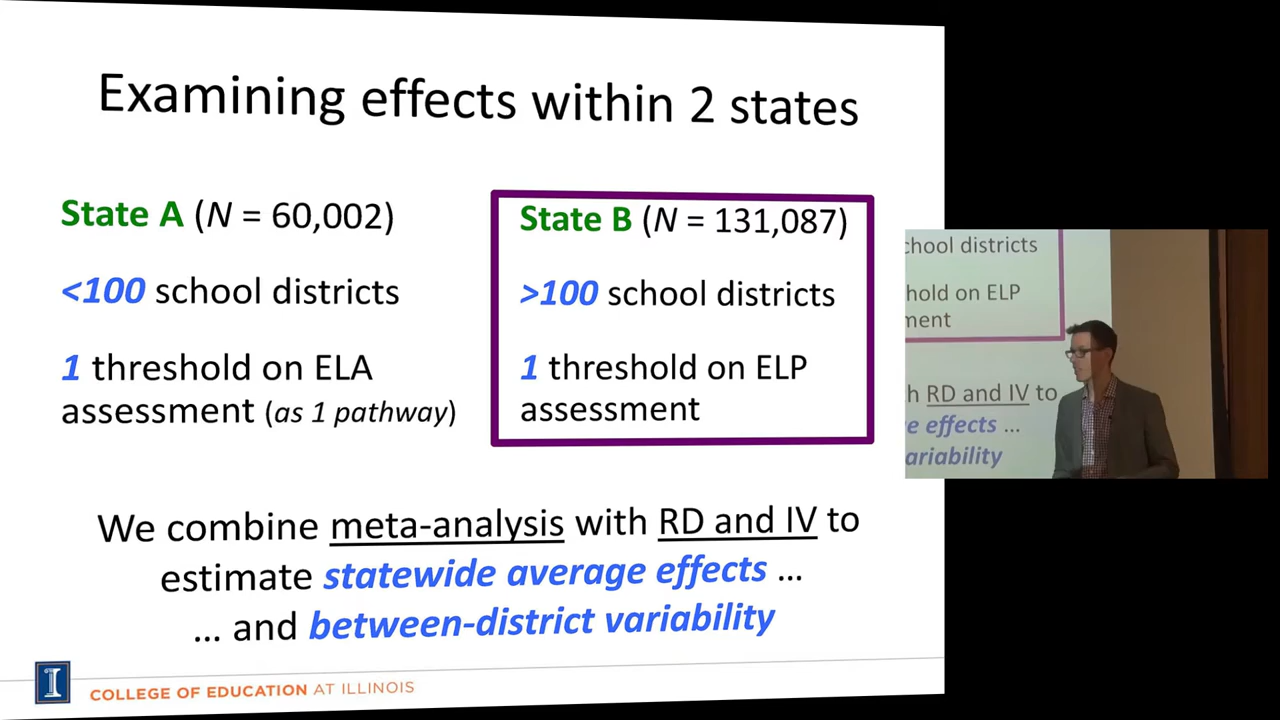 Examining effects within 2 states
State A (N = 60,002)
<100 school districts
1 threshold on ELA
assessment (as 1 pathway)
State B (N = 131,087)
>100 school districts
1 threshold on ELP
assessment
We combine meta-analysis with RD and IV to
estimate statewide average effects ...
... and between-district variability
I
COLLEGE OF EDUCATION AT ILLINOIS
chool districts
hold on ELP
ment
h RD and IV to
e effects ...
ariability